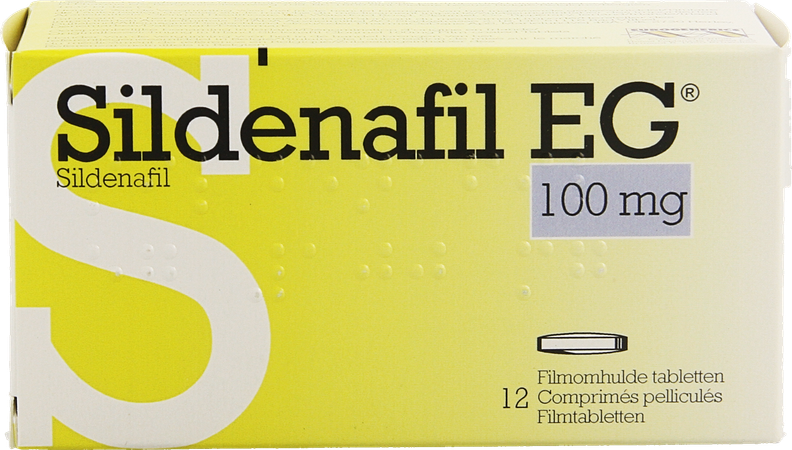 Sildenafil EG®
Sildenafil
100 mg
Filmomhulde tabletten
12 Comprimés pelliculés
Filmtabletten